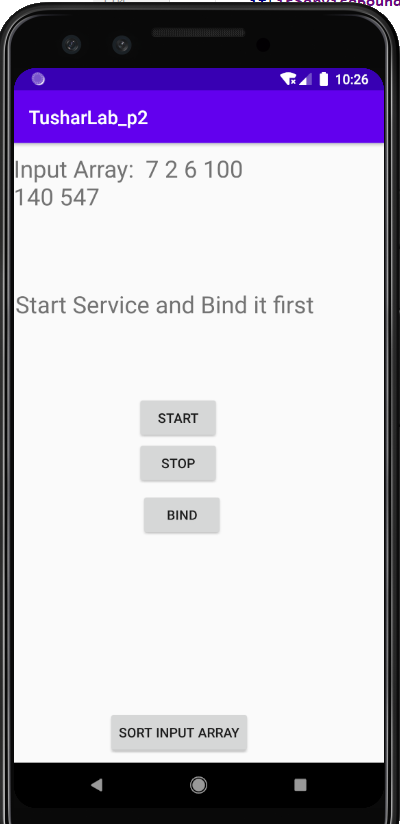 10:26
TusharLab_p2
Input Array: 7 2 6 100
140 547
Start Service and Bind it first
START
STOP
BIND
SORT INPUT ARRAY